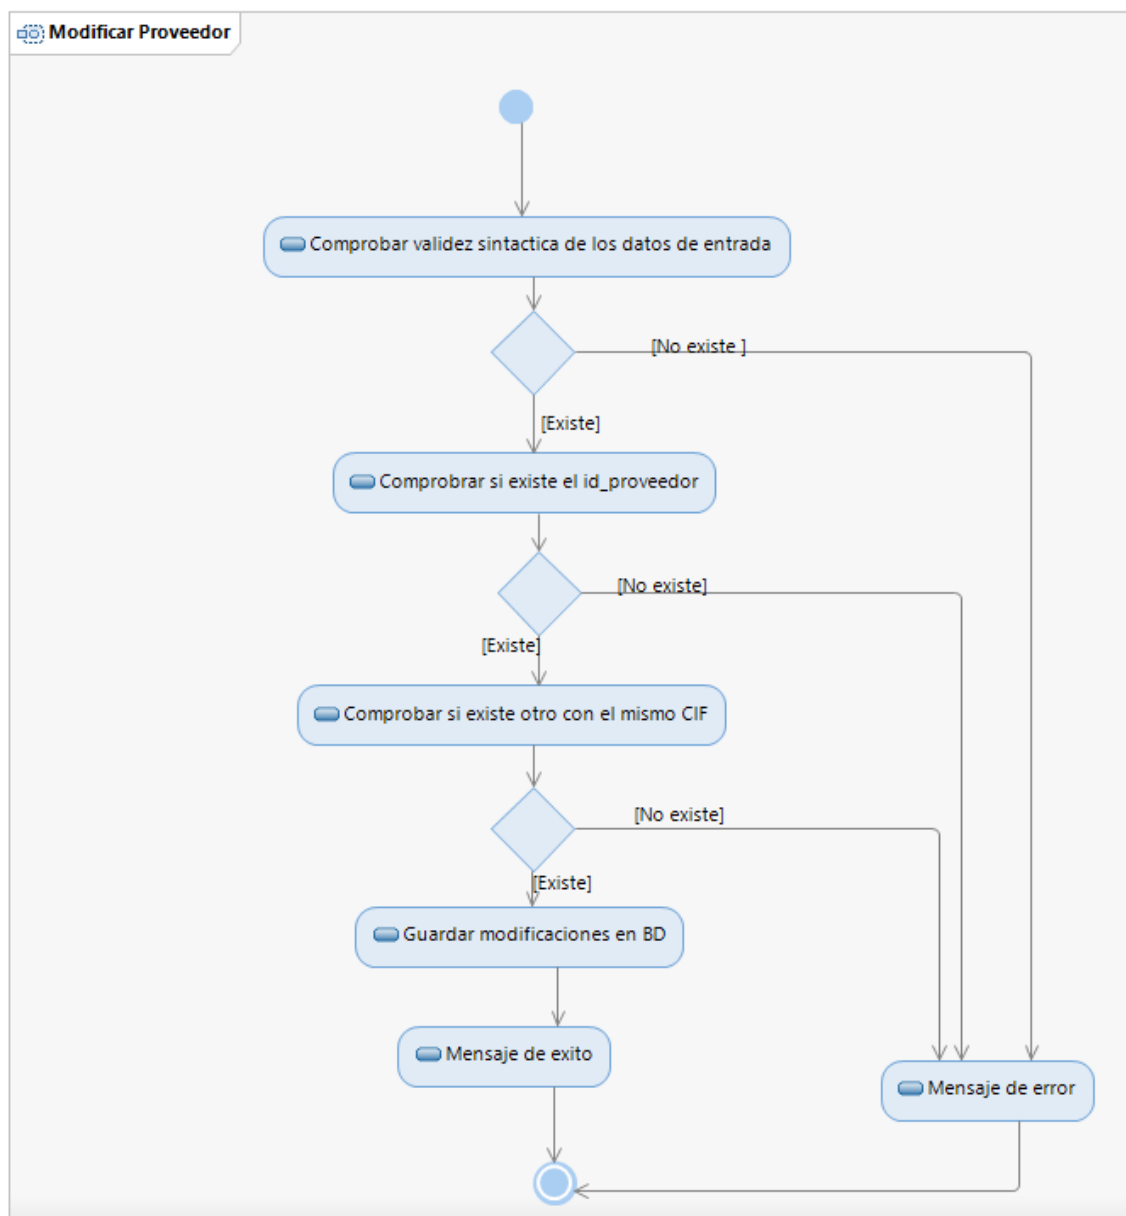 Modificar Proveedor
Comprobar validez sintactica de los datos de entrada
[No existe ]
[Existe]
Comprobrar si existe el id_proveedor
[No existe]
[Existe]
Comprobar si existe otro con el mismo CIF
[No existe]
[Existe]
Guardar modificaciones en BD
Mensaje de exito
Mensaje de error